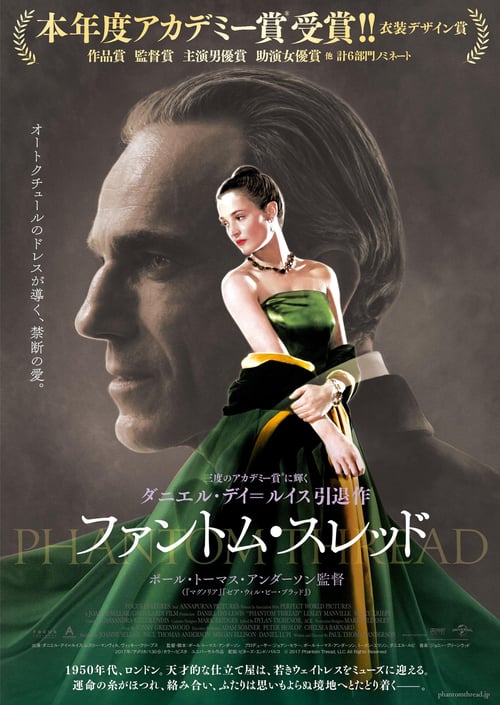 本年度アカデミー賞®受賞!! 衣装デザイン賞
作品賞 監督賞 主演男優賞 助演女優賞 他 計6部門ノミネート
オートクチュールのドレスが導く、禁断の愛。
三度のアカデミー賞®に輝く
ダニエル・デイ=ルイス引退作
PHANTOM THREAD
ファントム・スレッド
ポール・トーマス・アンダーソン監督
(『マグノリア』『ゼア・ウィル・ビー・ブラッド』)
1950年代、ロンドン。天才的な仕立て屋は、若きウェイトレスをミューズに迎える。
運命の糸がほつれ、絡み合い、ふたりは思いもよらぬ境地へとたどり着く――。
phantomthread.jp